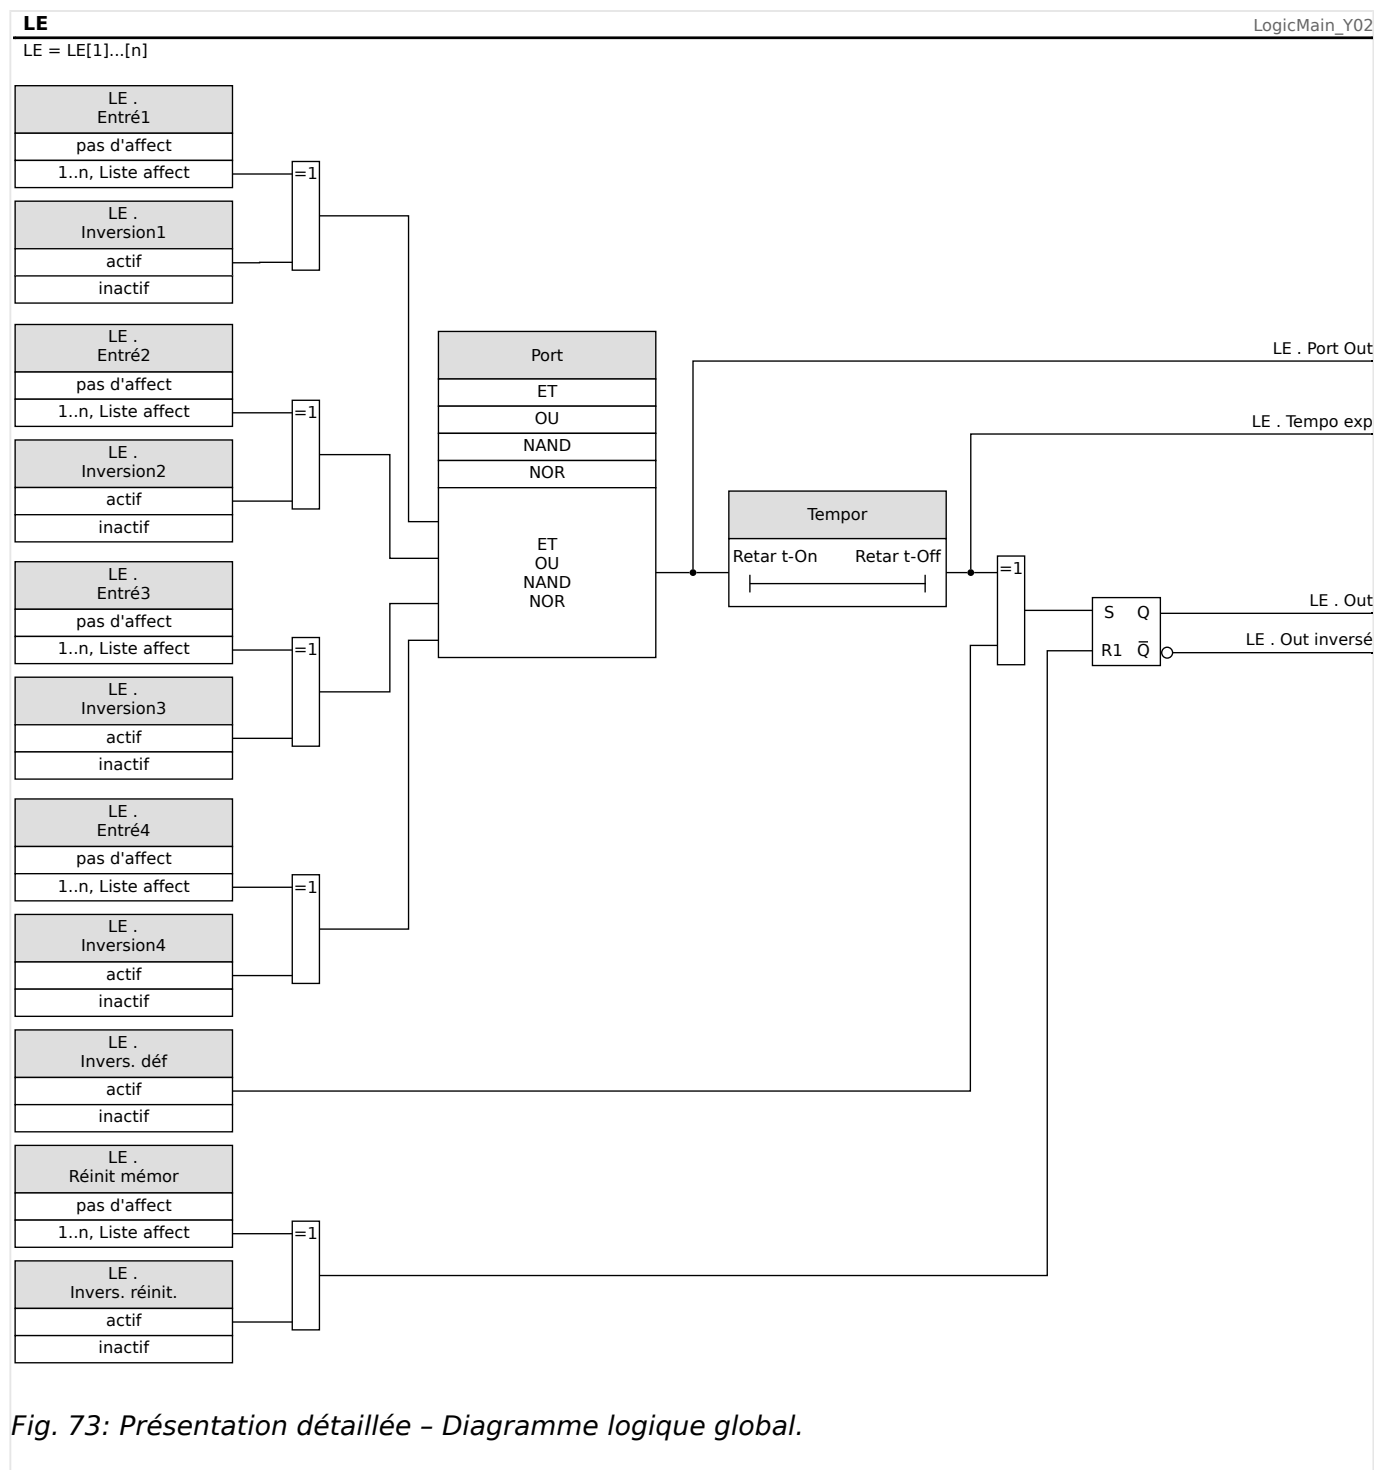 LE
LogicMain_Y02
LE = LE[1]...[n]
LE .
Entré1
pas d'affect
1..n, Liste affect
=1
LE .
Inversion1
actif
inactif
LE .
Entré2
pas d'affect
1..n, Liste affect
=1
LE .
Inversion2
actif
inactif
LE .
Entré3
pas d'affect
1..n, Liste affect
=1
LE .
Inversion3
actif
inactif
LE .
Entré4
pas d'affect
1..n, Liste affect
=1
LE .
Inversion4
actif
inactif
LE .
Invers. déf
actif
inactif
LE .
Réinit mémor
pas d'affect
1..n, Liste affect
=1
LE .
Invers. réinit.
actif
inactif
Port
ET
OU
NAND
NOR
ET
OU
NAND
NOR
LE . Port Out
LE . Tempo exp
Tempor
Retar t-On Retar t-Off
=1
S Q
R1 Q̅
LE . Out
LE . Out inversé
Fig. 73: Présentation détaillée – Diagramme logique global.